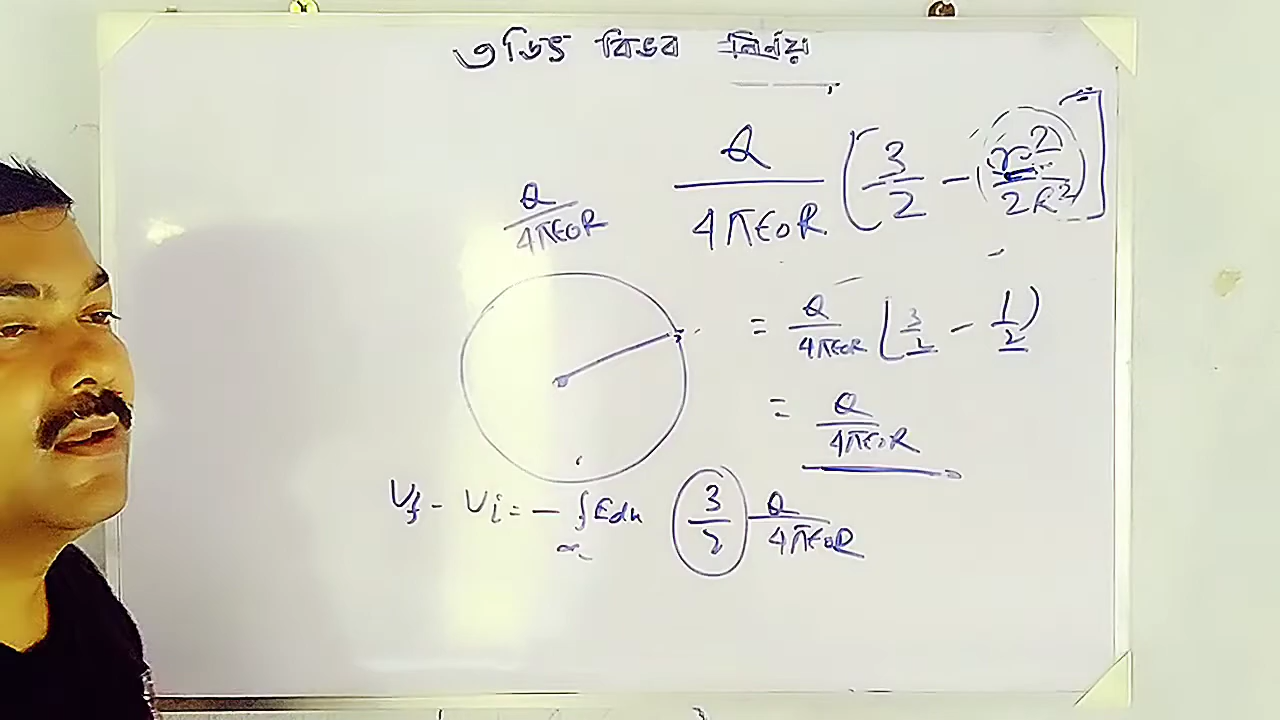 তড়িৎ বিভব নির্ণয়
Q/4πε₀R [3/2 - (x²/2R²)]
Q/4πε₀R
= Q/4πε₀R [3/2 - 1/2)
= Q/4πε₀R
V_f - V_i = - ∫ E dx
∞
3/2 Q/4πε₀R